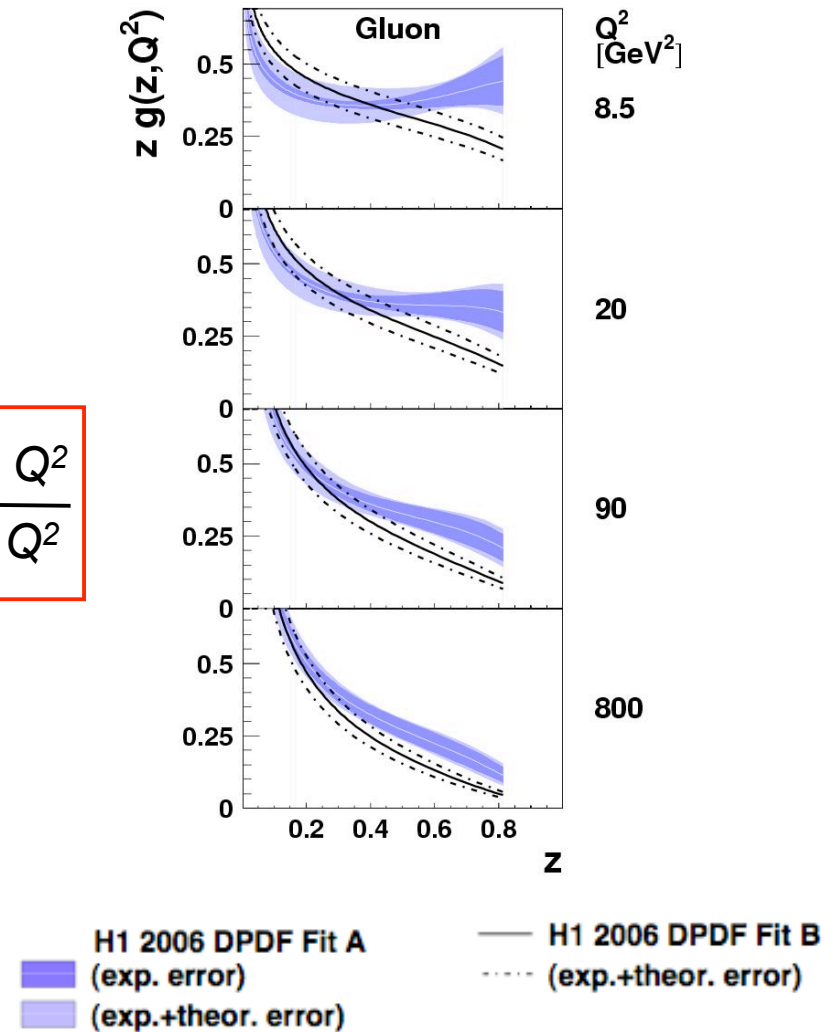 Gluon
Q² [GeV²]
z g(z,Q²)
0.5
0.25
0
8.5
0.5
0.25
0
20
Q²
Q²
0.5
0.25
0
90
0.5
0.25
0
800
0.2 0.4 0.6 0.8
z
H1 2006 DPDF Fit A
(exp. error)
(exp.+theor. error)
H1 2006 DPDF Fit B
(exp.+theor. error)